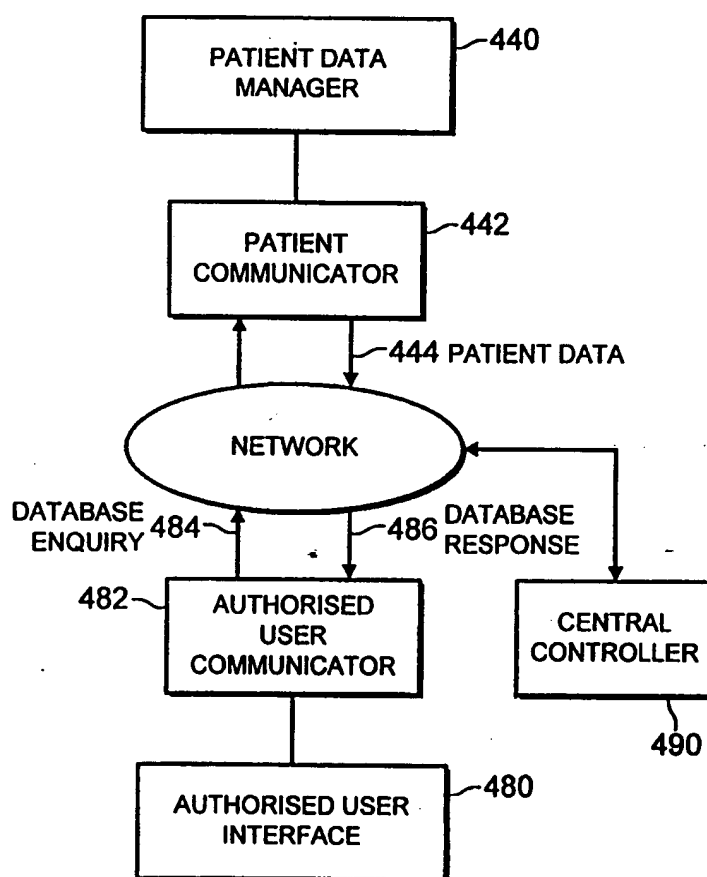 PATIENT DATA
MANAGER
440
PATIENT
COMMUNICATOR
442
444 PATIENT DATA
NETWORK
DATABASE
ENQUIRY
484
486
DATABASE
RESPONSE
482
AUTHORISED
USER
COMMUNICATOR
CENTRAL
CONTROLLER
490
480
AUTHORISED USER
INTERFACE